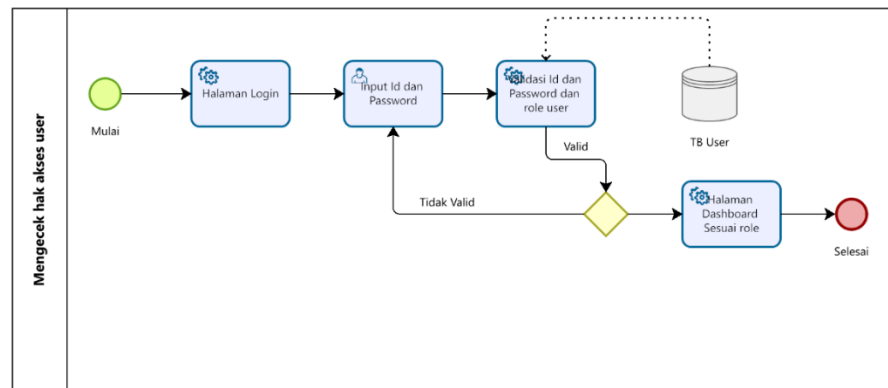 Mengecek hak akses user
Mulai
Halaman Login
Input Id dan
Password
Validasi Id dan
Password dan
role user
TB User
Valid
Tidak Valid
Halaman
Dashboard
Sesuai role
Selesai